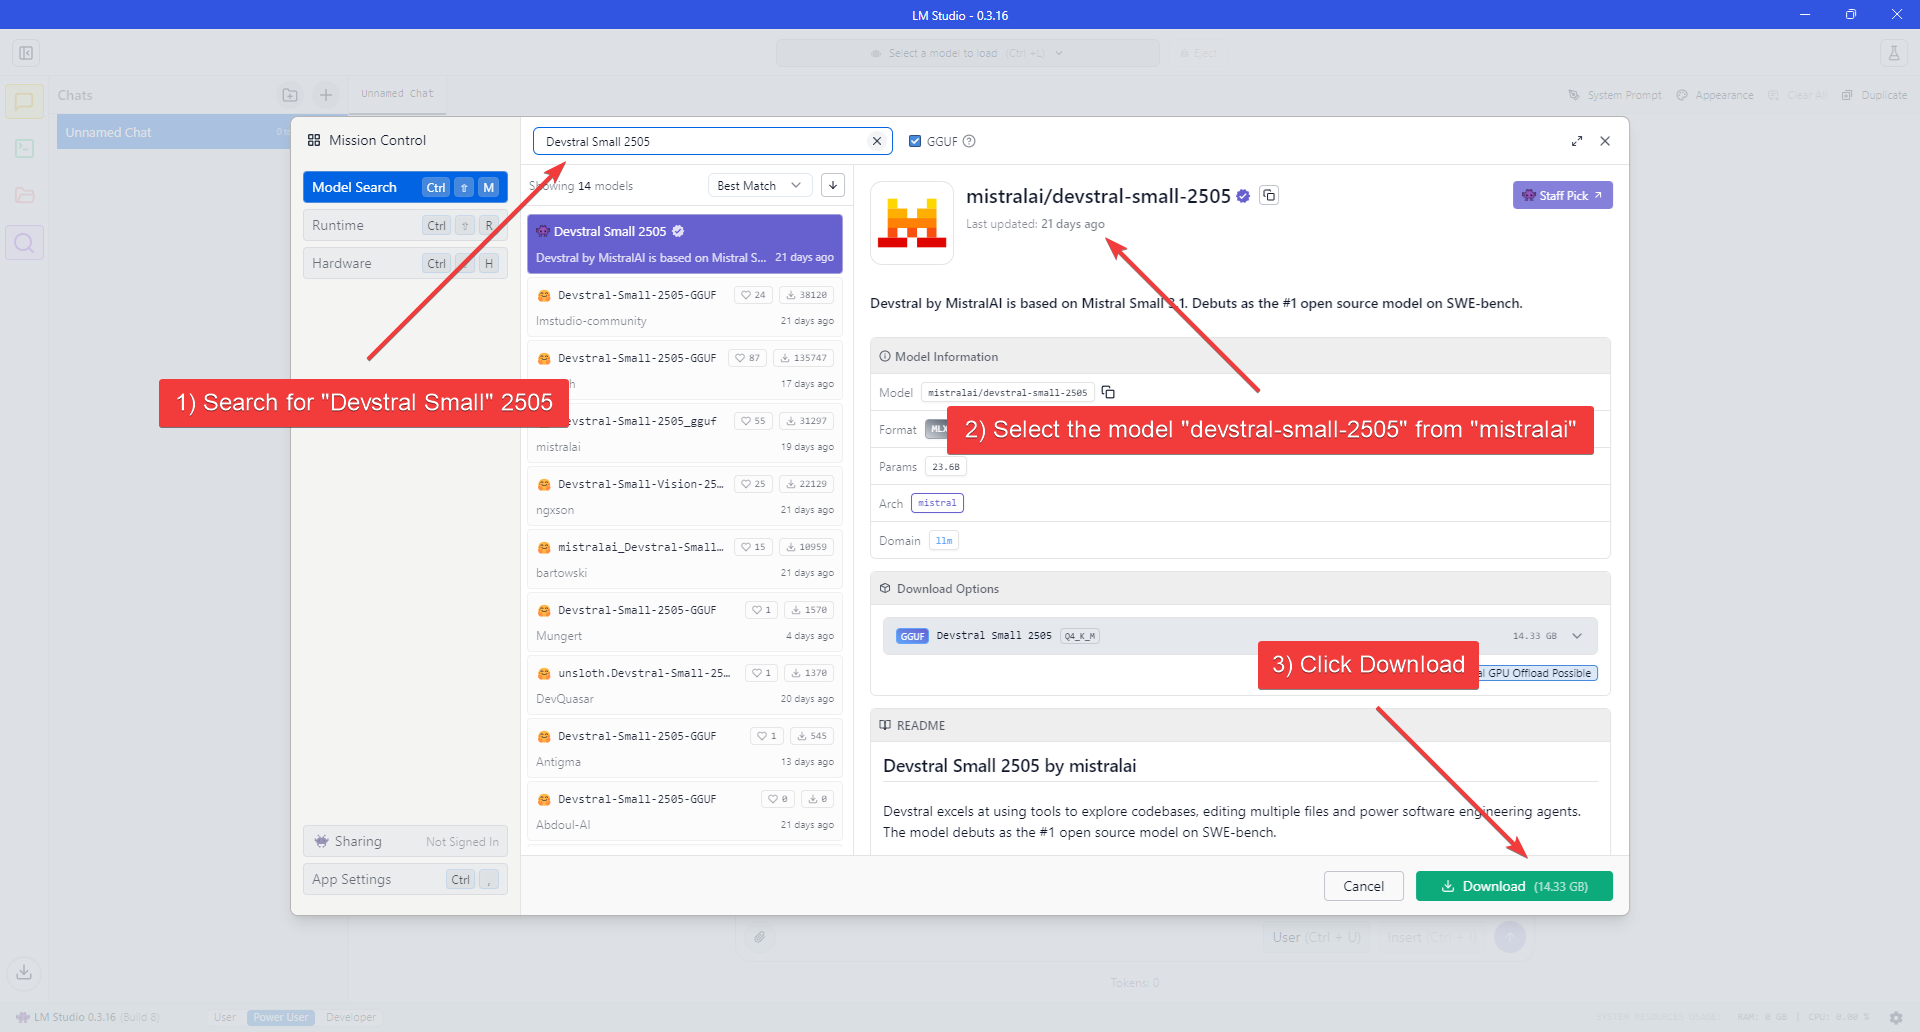 LM Studio - 0.3.16
Select a model to load (Ctrl + L)
Eject
Chats
Unnamed Chat
System Prompt
Appearance
Clear All
Duplicate
Unnamed Chat
Mission Control
Model Search Ctrl ⇧ M
Runtime Ctrl ⇧ R
Hardware Ctrl H
Sharing Not Signed In
App Settings Ctrl ,
Devstral Small 2505
GGUF
Showing 14 models
Best Match
Devstral Small 2505
Devstral by MistralAI is based on Mistral S... 21 days ago
Devstral-Small-2505-GGUF 24 38120
lmstudio-community 21 days ago
Devstral-Small-2505-GGUF 87 135747
17 days ago
Devstral-Small-2505_gguf 55 31297
mistralai 19 days ago
Devstral-Small-Vision-25... 25 22129
ngxson 21 days ago
mistralai_Devstral-Small... 15 10959
bartowski 21 days ago
Devstral-Small-2505-GGUF 1 1570
Mungert 4 days ago
unsloth.Devstral-Small-25... 1 1370
DevQuasar 20 days ago
Devstral-Small-2505-GGUF 1 545
Antigma 13 days ago
Devstral-Small-2505-GGUF 0 0
Abdoul-AI 21 days ago
mistralai/devstral-small-2505
Last updated: 21 days ago
Staff Pick
Devstral by MistralAI is based on Mistral Small 3.1. Debuts as the #1 open source model on SWE-bench.
Model Information
Model mistralai/devstral-small-2505
Format MLX
Params 23.6B
Arch mistral
Domain llm
Download Options
GGUF Devstral Small 2505 Q4_K_M 14.33 GB
GPU Offload Possible
README
Devstral Small 2505 by mistralai
Devstral excels at using tools to explore codebases, editing multiple files and power software engineering agents.
The model debuts as the #1 open source model on SWE-bench.
Cancel
Download (14.33 GB)
1) Search for "Devstral Small" 2505
2) Select the model "devstral-small-2505" from "mistralai"
3) Click Download
User (Ctrl + U)
Insert
Tokens: 0
LM Studio 0.3.16 (Build 8)
User
Power User
Developer
SYSTEM RESOURCES USAGE: RAM: 0 GB | CPU: 0.00 %